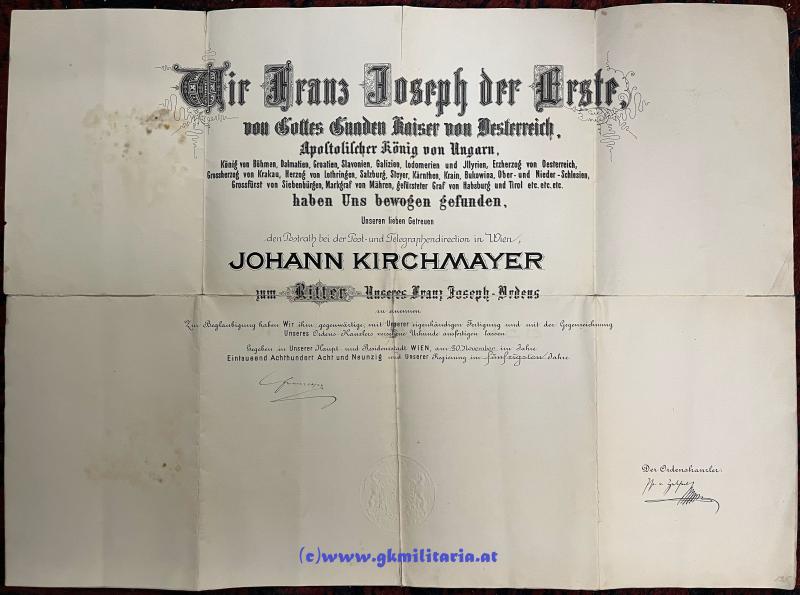 Wir Franz Joseph der Erste,
von Gottes Gnaden Kaiser von Oesterreich,
Apostolischer König von Ungarn,
König von Böhmen, Dalmatien, Croatien, Slavonien, Galizien, Lodomerien und Jllyrien, Erzherzog von Oesterreich,
Grossherzog von Krakau, Herzog von Lothringen, Salzburg, Steyer, Kärnthen, Krain, Bukowina, Ober- und Nieder-Schlesien,
Grossfürst von Siebenbürgen, Markgraf von Mähren, gefürsteter Graf von Habsburg und Tirol etc. etc. etc.
haben Uns bewogen gefunden,
Unseren lieben Getreuen
den Postrath bei der Post- und Telegraphendirection in Wien,
JOHANN KIRCHMAYER
zum Ritter Unseres Franz Joseph-Ordens
zu ernennen
Zur Beglaubigung haben Wir ihm gegenwärtige, mit Unserer eigenhändigen Fertigung und mit der Gegenzeichnung
Unseres Ordens-Kanzlers versehene Urkunde ausfertigen lassen
Gegeben in Unserer Haupt und Residenzstadt WIEN, am 30. November im Jahre
Eintausend Achthundert Acht und Neunzig und Unserer Regierung im fünfzigsten Jahre
Der Ordenskanzler:
(c)www.gkmilitaria.at